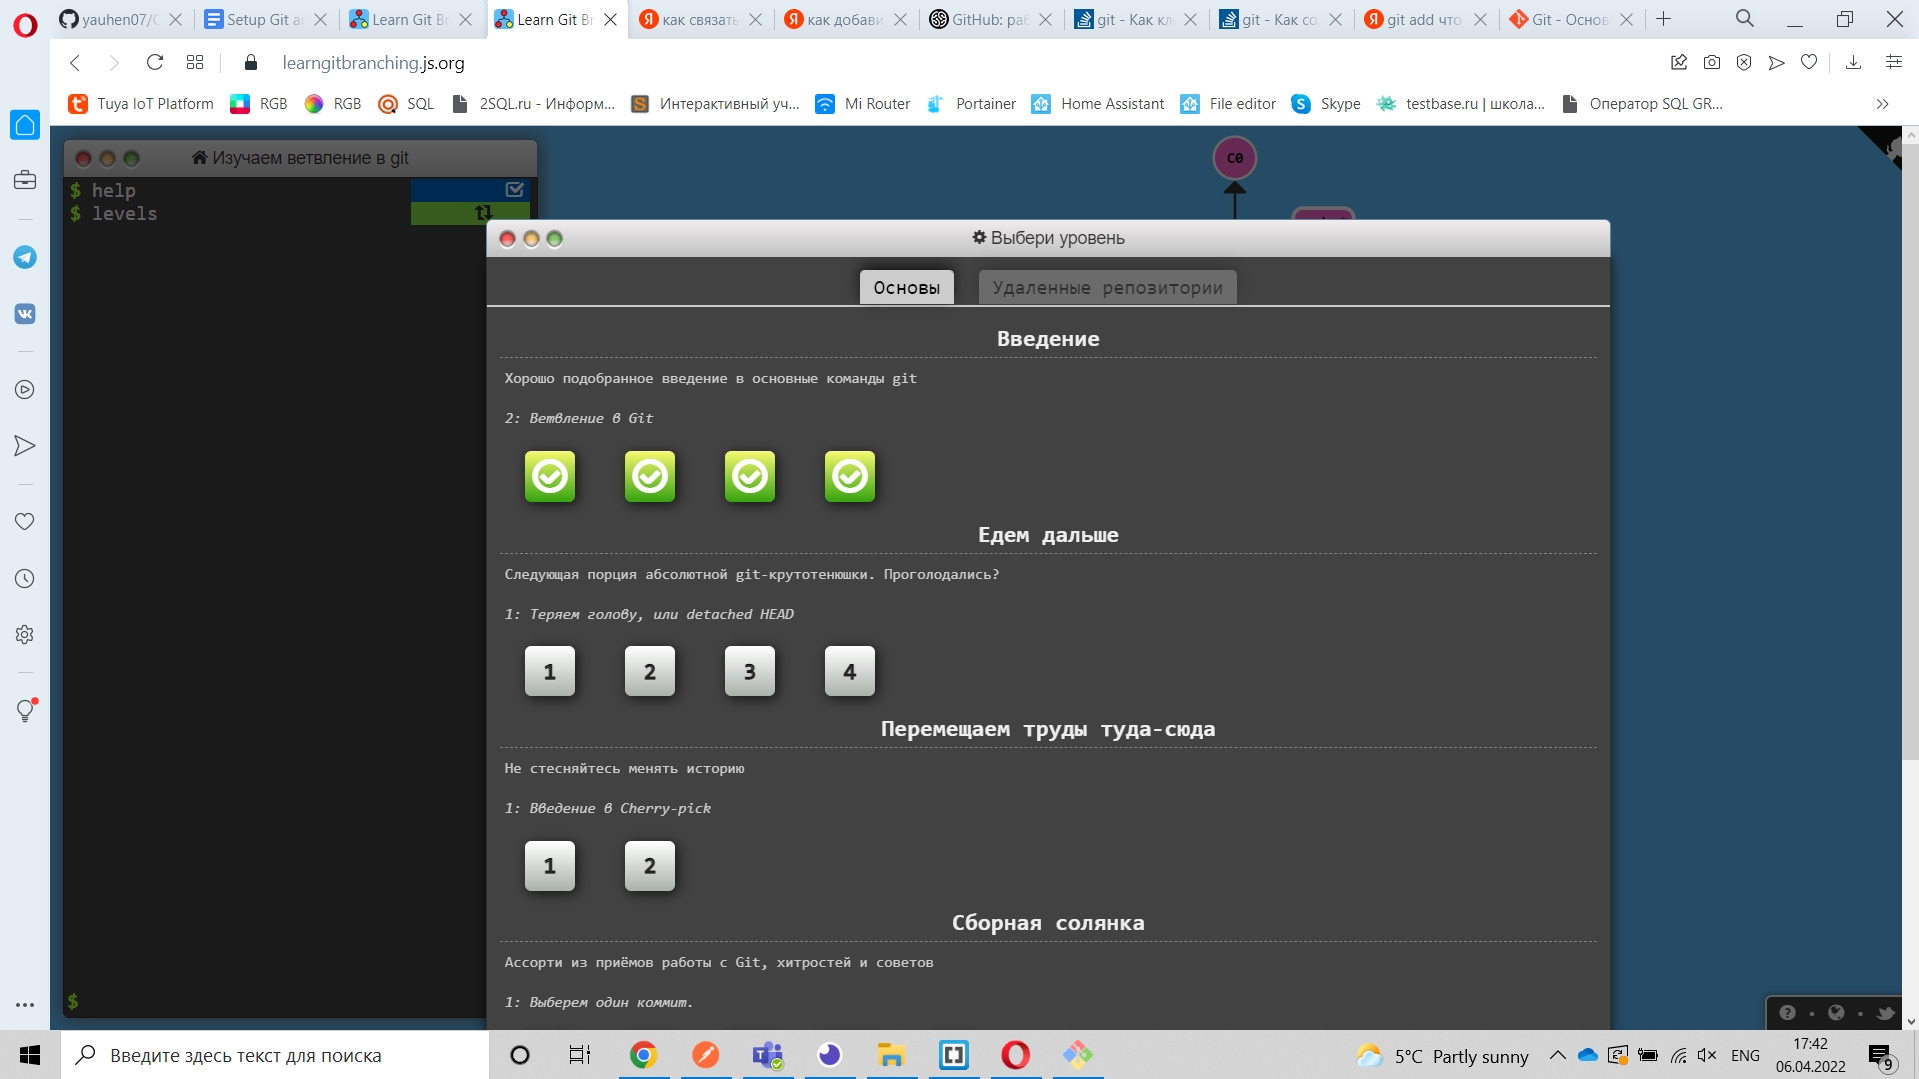 yauhen07/C
Setup Git a
Learn Git Br
Learn Git Br
как связать
как добави
GitHub: ра
git - Как кл
git - Как со
git add что
Git - Основ
learngitbranching.js.org
Tuya IoT Platform
RGB
RGB
SQL
2SQL.ru - Информ...
Интерактивный уч...
Mi Router
Portainer
Home Assistant
File editor
Skype
testbase.ru | школа...
Оператор SQL GR...
Изучаем ветвление в git
$ help
$ levels
$
C0
Выбери уровень
Основы
Удаленные репозитории
Введение
Хорошо подобранное введение в основные команды git
2: Ветвление в Git
Едем дальше
Следующая порция абсолютной git-крутотенюшки. Проголодались?
1: Теряем голову, или detached HEAD
1 2 3 4
Перемещаем труды туда-сюда
Не стесняйтесь менять историю
1: Введение в Cherry-pick
1 2
Сборная солянка
Ассорти из приёмов работы с Git, хитростей и советов
1: Выберем один коммит.
Введите здесь текст для поиска
5°C Partly sunny
ENG
17:42
06.04.2022
9